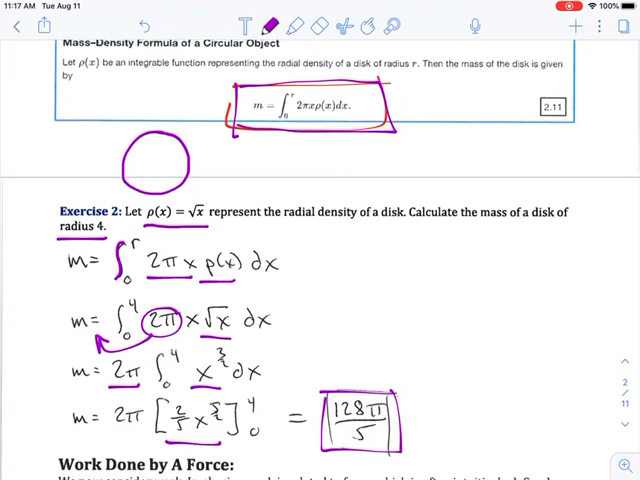 11:17 AM Tue Aug 11
100%
Mass–Density Formula of a Circular Object
Let ρ(x) be an integrable function representing the radial density of a disk of radius r. Then the mass of the disk is given
by
m = ∫₀ʳ 2πxρ(x)dx.
2.11
Exercise 2: Let ρ(x) = √x represent the radial density of a disk. Calculate the mass of a disk of
radius 4.
m = ∫₀ʳ 2πx ρ(x) dx
m = ∫₀⁴ 2π x √x dx
m = 2π ∫₀⁴ x^(3/2) dx
m = 2π [2/5 x^(5/2)]₀⁴ = 128π/5
2
/
11
Work Done by A Force: